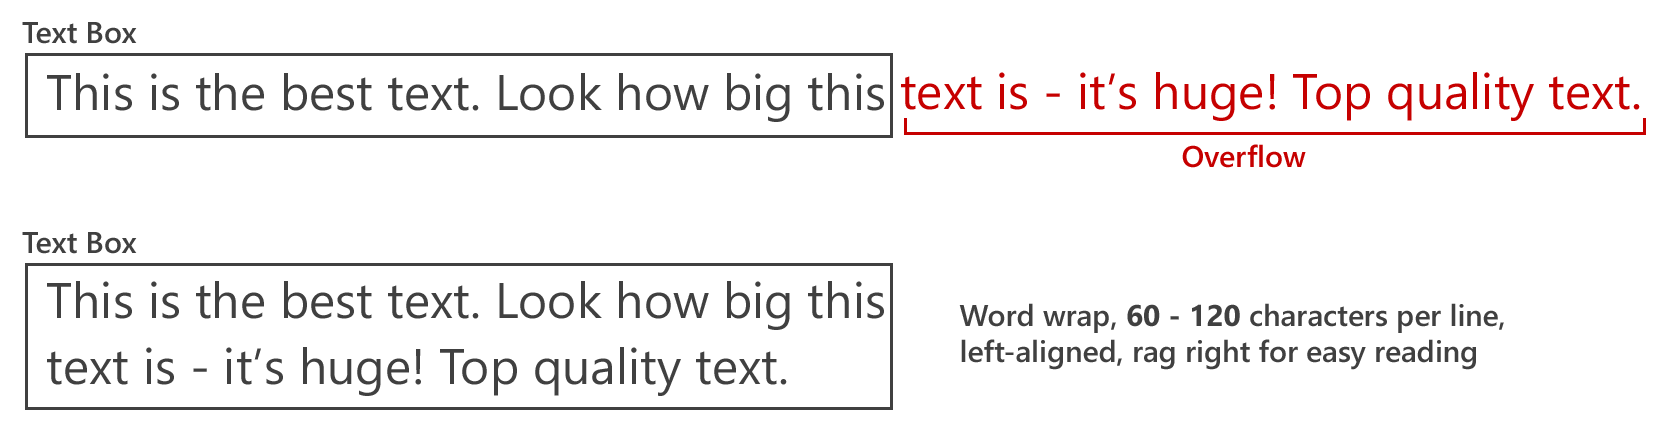 Text Box
This is the best text. Look how big this text is - it’s huge! Top quality text.
Overflow
Text Box
This is the best text. Look how big this
text is - it’s huge! Top quality text.
Word wrap, 60 - 120 characters per line,
left-aligned, rag right for easy reading